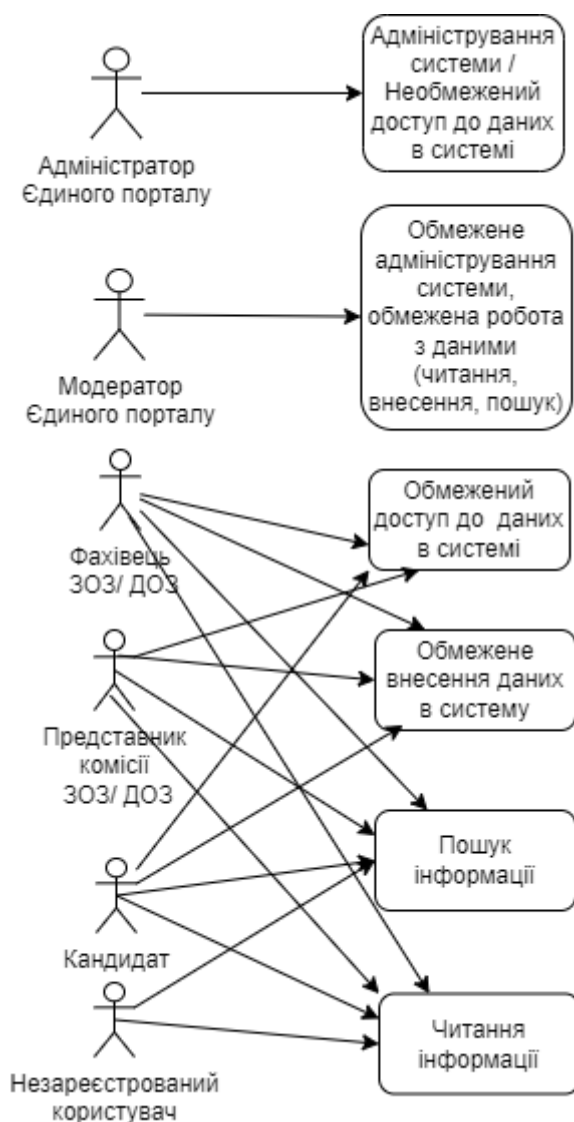 Адміністрування
системи /
Необмежений
доступ до даних
в системі
Адміністратор
Єдиного порталу
Обмежене
адміністрування
системи,
обмежена робота
з даними
(читання,
внесення, пошук)
Модератор
Єдиного порталу
Обмежений
доступ до даних
в системі
Фахівець
ЗОЗ/ ДОЗ
Обмежене
внесення даних
в систему
Представник
комісії
ЗОЗ/ ДОЗ
Пошук
інформації
Кандидат
Читання
інформації
Незареєстрований
користувач